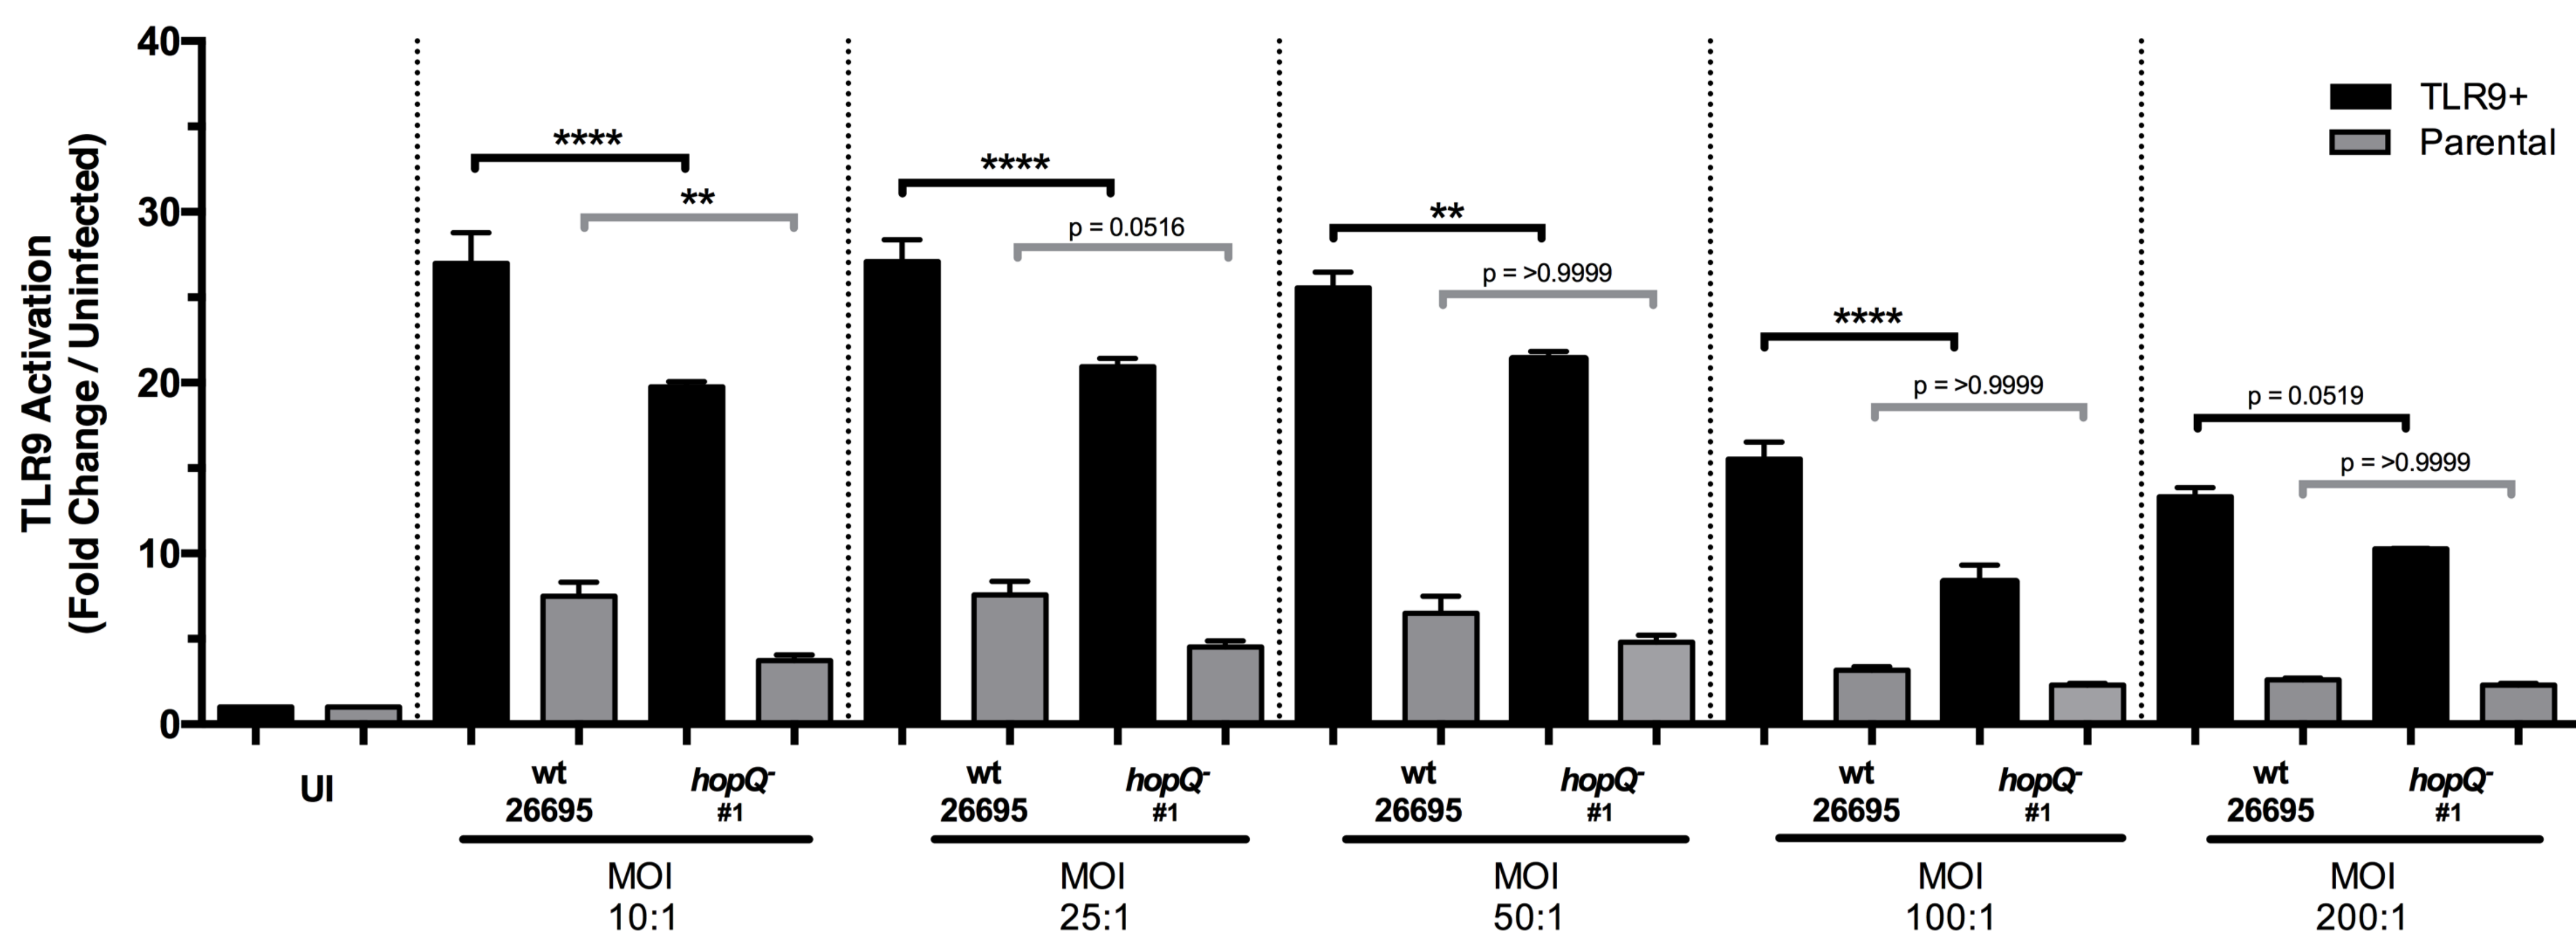 TLR9 Activation
(Fold Change / Uninfected)
40
30
20
10
0
TLR9+
Parental
****
**
****
p = 0.0516
**
p = >0.9999
****
p = >0.9999
p = 0.0519
p = >0.9999
UI
wt
26695
hopQ-
#1
MOI
10:1
wt
26695
hopQ-
#1
MOI
25:1
wt
26695
hopQ-
#1
MOI
50:1
wt
26695
hopQ-
#1
MOI
100:1
wt
26695
hopQ-
#1
MOI
200:1